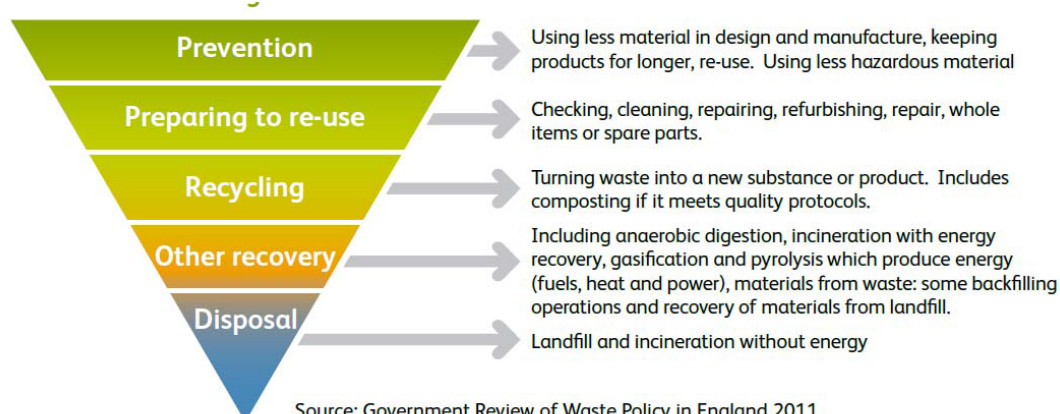 Prevention
Using less material in design and manufacture, keeping
products for longer, re-use.  Using less hazardous material
Preparing to re-use
Checking, cleaning, repairing, refurbishing, repair, whole
items or spare parts.
Recycling
Turning waste into a new substance or product.  Includes
composting if it meets quality protocols.
Other recovery
Including anaerobic digestion, incineration with energy
recovery, gasification and pyrolysis which produce energy
(fuels, heat and power), materials from waste: some backfilling
operations and recovery of materials from landfill.
Disposal
Landfill and incineration without energy
Source: Government Review of Waste Policy in England 2011